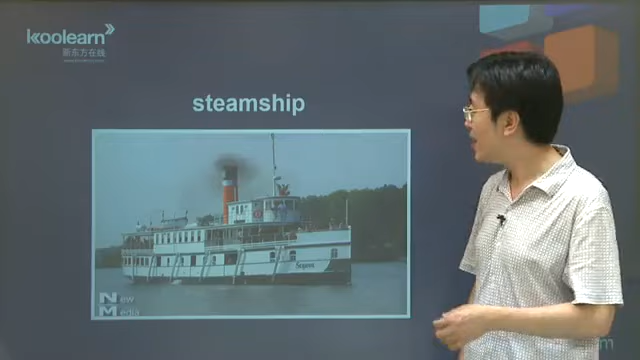 koolearn
新东方在线
steamship
New
Media